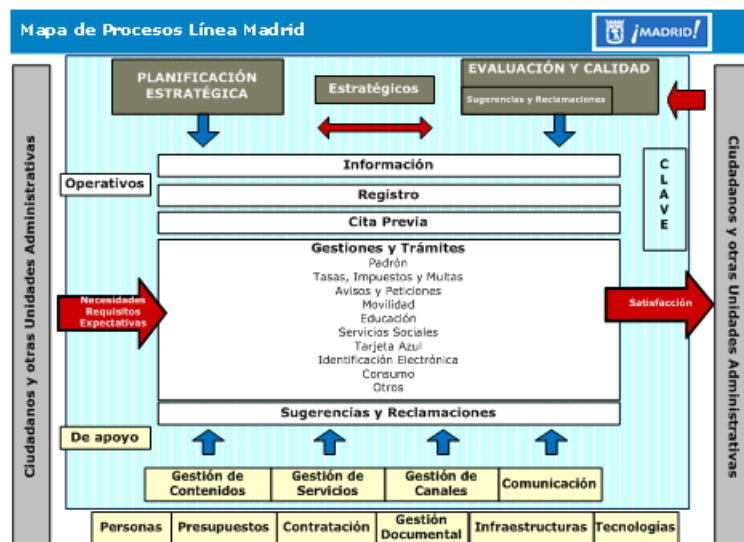 Mapa de Procesos Línea Madrid
¡MADRID!
Ciudadanos y otras Unidades Administrativas
PLANIFICACIÓN
ESTRATÉGICA
Estratégicos
EVALUACIÓN Y CALIDAD
Sugerencias y Reclamaciones
Operativos
Información
Registro
Cita Previa
CLAVE
Gestiones y Trámites
Padrón
Tasas, Impuestos y Multas
Avisos y Peticiones
Movilidad
Educación
Servicios Sociales
Tarjeta Azul
Identificación Electrónica
Consumo
Otros
Necesidades
Requisitos
Expectativas
Satisfacción
Sugerencias y Reclamaciones
De apoyo
Gestión de
Contenidos
Gestión de
Servicios
Gestión de
Canales
Comunicación
Personas
Presupuestos
Contratación
Gestión
Documental
Infraestructuras
Tecnologías
Ciudadanos y otras Unidades Administrativas